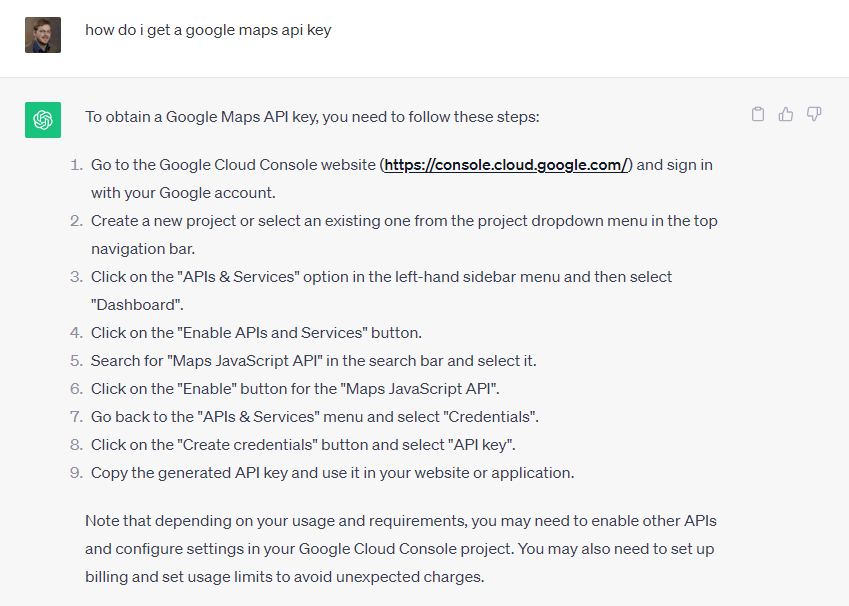 how do i get a google maps api key
To obtain a Google Maps API key, you need to follow these steps:
1. Go to the Google Cloud Console website (https://console.cloud.google.com/) and sign in
with your Google account.
2. Create a new project or select an existing one from the project dropdown menu in the top
navigation bar.
3. Click on the "APIs & Services" option in the left-hand sidebar menu and then select
"Dashboard".
4. Click on the "Enable APIs and Services" button.
5. Search for "Maps JavaScript API" in the search bar and select it.
6. Click on the "Enable" button for the "Maps JavaScript API".
7. Go back to the "APIs & Services" menu and select "Credentials".
8. Click on the "Create credentials" button and select "API key".
9. Copy the generated API key and use it in your website or application.
Note that depending on your usage and requirements, you may need to enable other APIs
and configure settings in your Google Cloud Console project. You may also need to set up
billing and set usage limits to avoid unexpected charges.